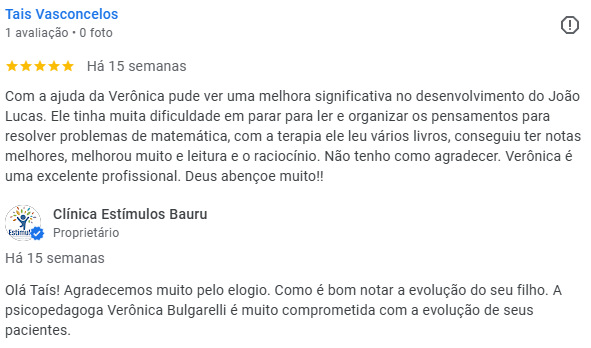 Tais Vasconcelos
1 avaliação • 0 foto
Há 15 semanas
Com a ajuda da Verônica pude ver uma melhora significativa no desenvolvimento do João
Lucas. Ele tinha muita dificuldade em parar para ler e organizar os pensamentos para
resolver problemas de matemática, com a terapia ele leu vários livros, conseguiu ter notas
melhores, melhorou muito e leitura e o raciocínio. Não tenho como agradecer. Verônica é
uma excelente profissional. Deus abençoe muito!!
Clínica Estímulos Bauru
Proprietário
Há 15 semanas
Olá Taís! Agradecemos muito pelo elogio. Como é bom notar a evolução do seu filho. A
psicopedagoga Verônica Bulgarelli é muito comprometida com a evolução de seus
pacientes.